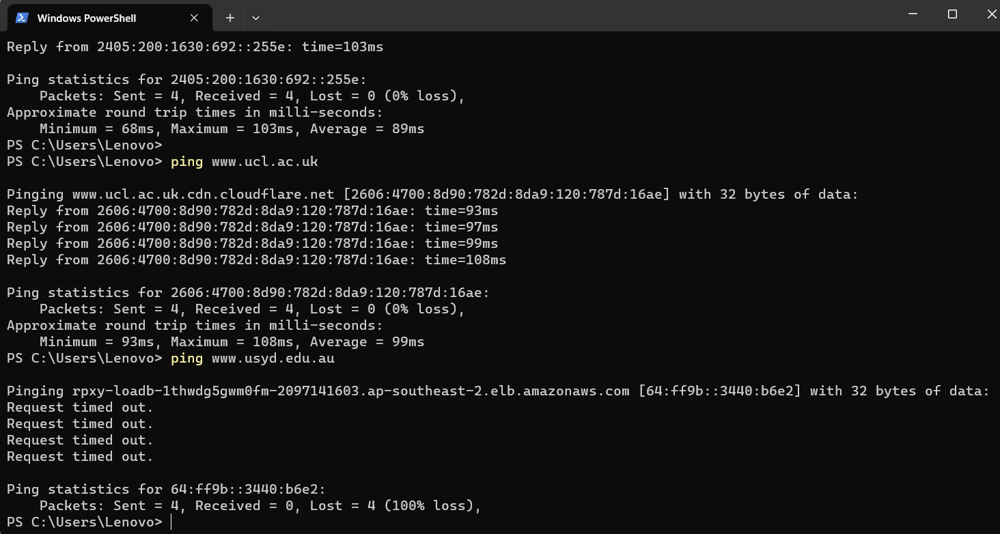 Windows PowerShell
Reply from 2405:200:1630:692::255e: time=103ms
Ping statistics for 2405:200:1630:692::255e:
    Packets: Sent = 4, Received = 4, Lost = 0 (0% loss),
Approximate round trip times in milli-seconds:
    Minimum = 68ms, Maximum = 103ms, Average = 89ms
PS C:\Users\Lenovo>
PS C:\Users\Lenovo> ping www.ucl.ac.uk
Pinging www.ucl.ac.uk.cdn.cloudflare.net [2606:4700:8d90:782d:8da9:120:787d:16ae] with 32 bytes of data:
Reply from 2606:4700:8d90:782d:8da9:120:787d:16ae: time=93ms
Reply from 2606:4700:8d90:782d:8da9:120:787d:16ae: time=97ms
Reply from 2606:4700:8d90:782d:8da9:120:787d:16ae: time=99ms
Reply from 2606:4700:8d90:782d:8da9:120:787d:16ae: time=108ms
Ping statistics for 2606:4700:8d90:782d:8da9:120:787d:16ae:
    Packets: Sent = 4, Received = 4, Lost = 0 (0% loss),
Approximate round trip times in milli-seconds:
    Minimum = 93ms, Maximum = 108ms, Average = 99ms
PS C:\Users\Lenovo> ping www.usyd.edu.au
Pinging rpxy-loadb-1thwdg5gwm0fm-2097141603.ap-southeast-2.elb.amazonaws.com [64:ff9b::3440:b6e2] with 32 bytes of data:
Request timed out.
Request timed out.
Request timed out.
Request timed out.
Ping statistics for 64:ff9b::3440:b6e2:
    Packets: Sent = 4, Received = 0, Lost = 4 (100% loss),
PS C:\Users\Lenovo>